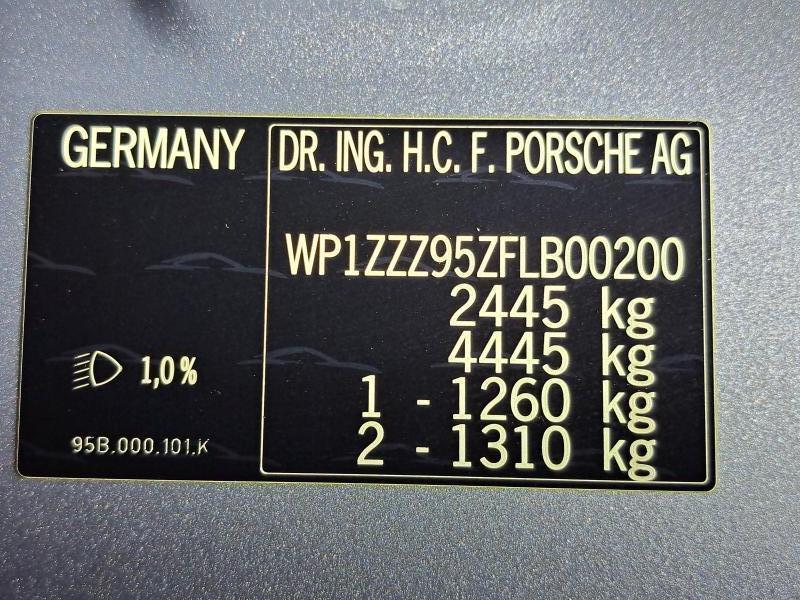 GERMANY
DR. ING. H.C. F. PORSCHE AG
WP1ZZZ95ZFLB00200
2445 kg
4445 kg
1 - 1260 kg
2 - 1310 kg
1,0%
95B.000.101.K